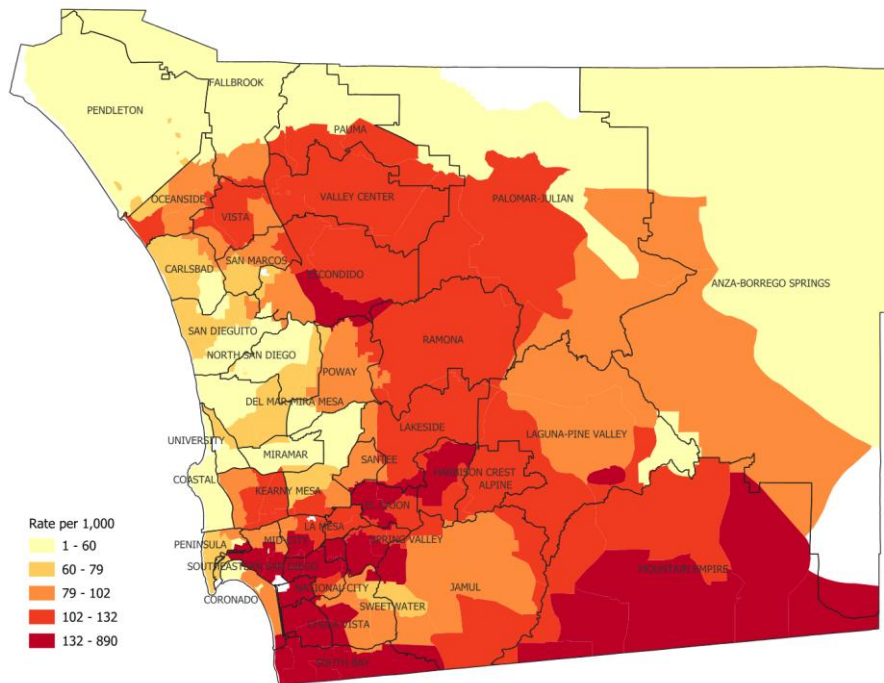 FALLBROOK
PENDLETON
PAUMA
OCEANSIDE
VISTA
VALLEY CENTER
PALOMAR-JULIAN
CARLSBAD
SAN MARCOS
ESCONDIDO
ANZA-BORREGO SPRINGS
SAN DIEGUITO
NORTH SAN DIEGO
RAMONA
POWAY
DEL MAR-MIRA MESA
UNIVERSITY
LAKESIDE
LAGUNA-PINE VALLEY
MIRAMAR
SANTEE
HARBISON CREST
COASTAL
ALPINE
KEARNY MESA
EL CAJON
LA MESA
PENINSULA
MID-CITY
SPRING VALLEY
SOUTHEASTERN SAN DIEGO
MOUNTAIN EMPIRE
CORONADO
NATIONAL CITY
JAMUL
SWEETWATER
CHULA VISTA
SOUTH BAY
Rate per 1,000
1 - 60
60 - 79
79 - 102
102 - 132
132 - 890